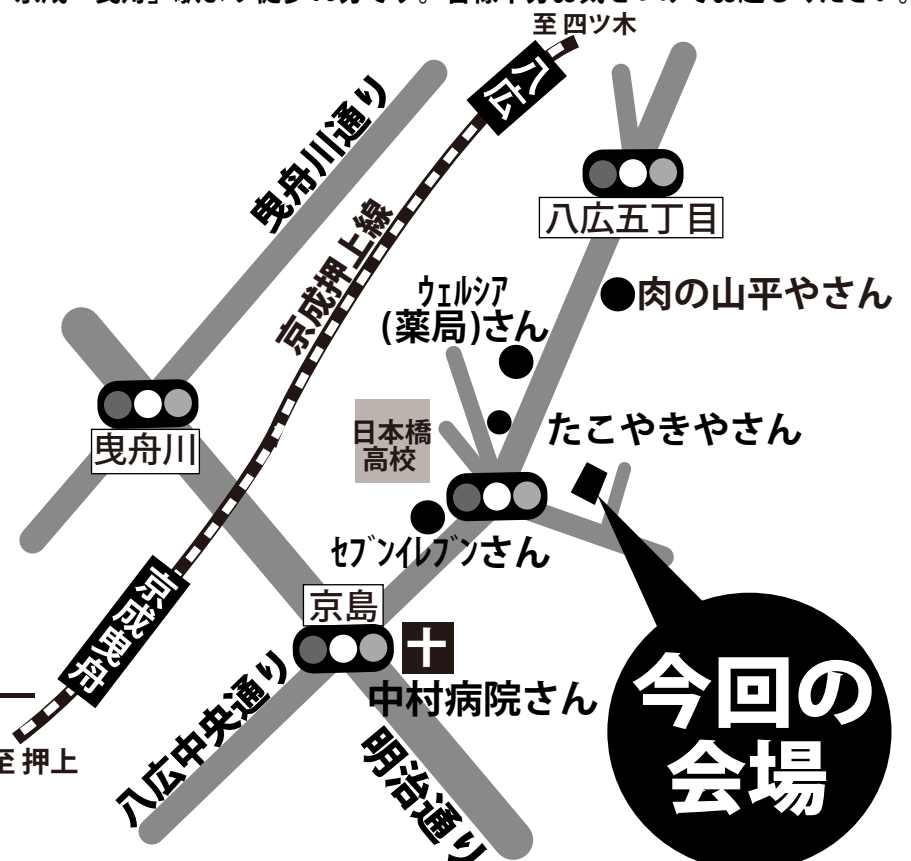 至 四ツ木
八広
曳舟川通り
京成押上線
八広五丁目
肉の山平やさん
ウェルシア
(薬局)さん
たこやきやさん
日本橋
高校
曳舟川
セブンイレブンさん
京島
京成曳舟
中村病院さん
今回の
会場
至 押上
八広中央通り
明治通り